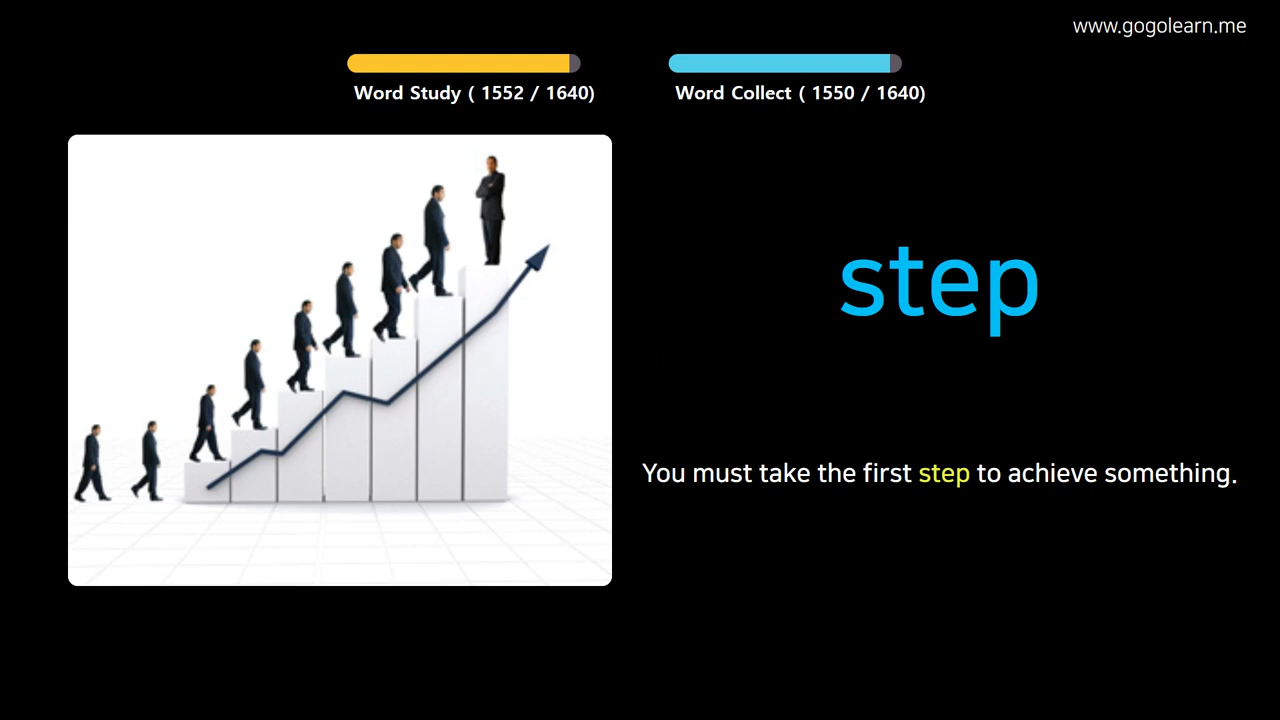 www.gogolearn.me
Word Study ( 1552 / 1640)
Word Collect ( 1550 / 1640)
step
You must take the first step to achieve something.